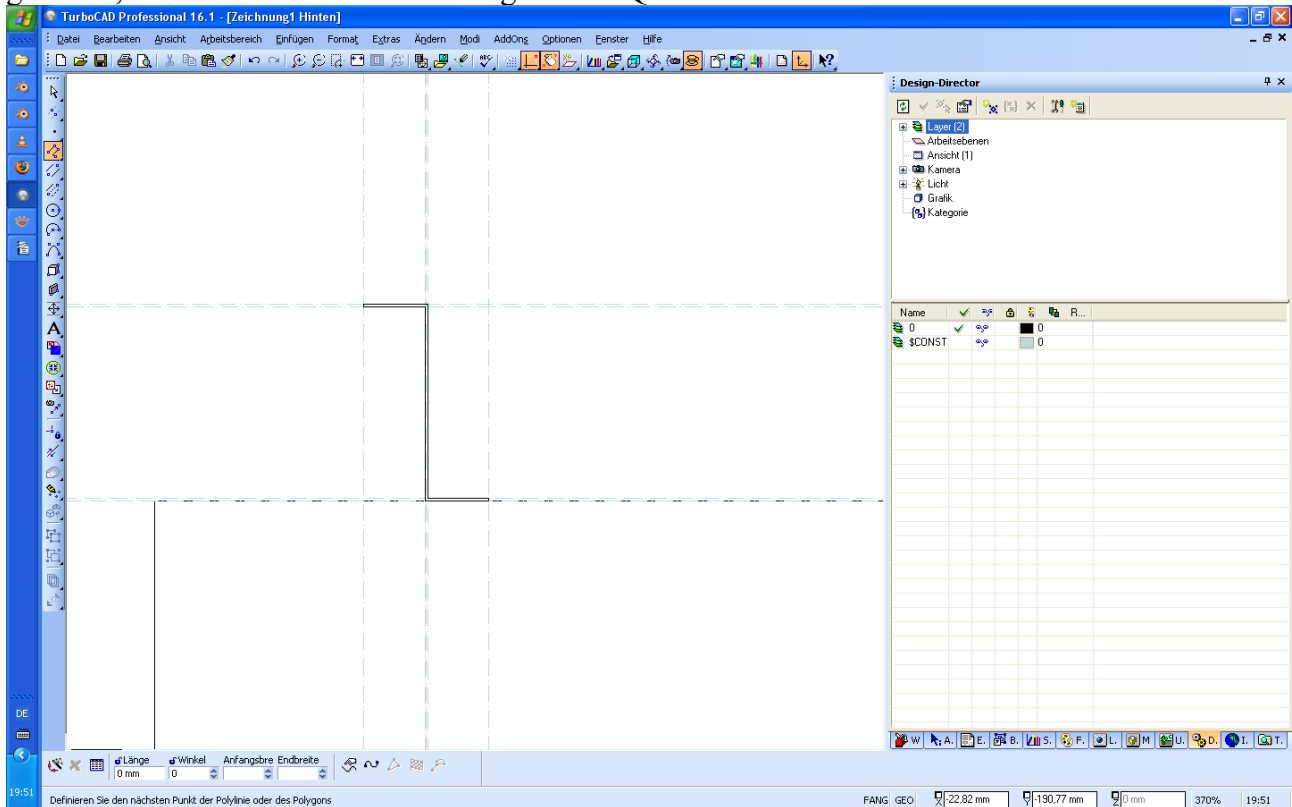 TurboCAD Professional 16.1 - [Zeichnung1 Hinten]
Datei Bearbeiten Ansicht Arbeitsbereich Einfügen Format Extras Ändern Modi AddOns Optionen Fenster Hilfe
Design-Director
Layer (2)
Arbeitsebenen
Ansicht (1)
Kamera
Licht
Grafik
Kategorie
Name R...
0 0
$CONST 0
DE
W A. E. B. S. F. L. M U. D. I. T.
Länge Winkel Anfangsbre Endbreite
0 mm 0
19:51 Definieren Sie den nächsten Punkt der Polylinie oder des Polygons FANG GEO -22,82 mm -190,77 mm 0 mm 370% 19:51